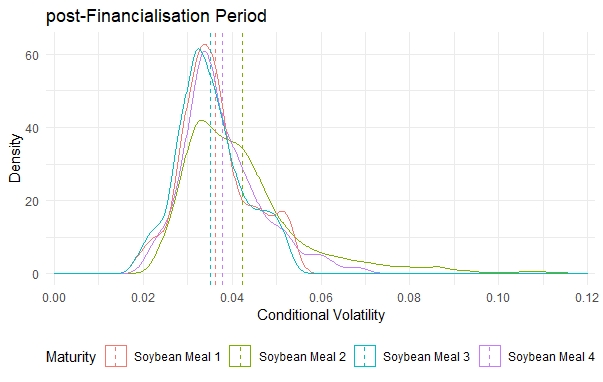 post-Financialisation Period
Density
60
40
20
0
0.00 0.02 0.04 0.06 0.08 0.10 0.12
Conditional Volatility
Maturity Soybean Meal 1 Soybean Meal 2 Soybean Meal 3 Soybean Meal 4